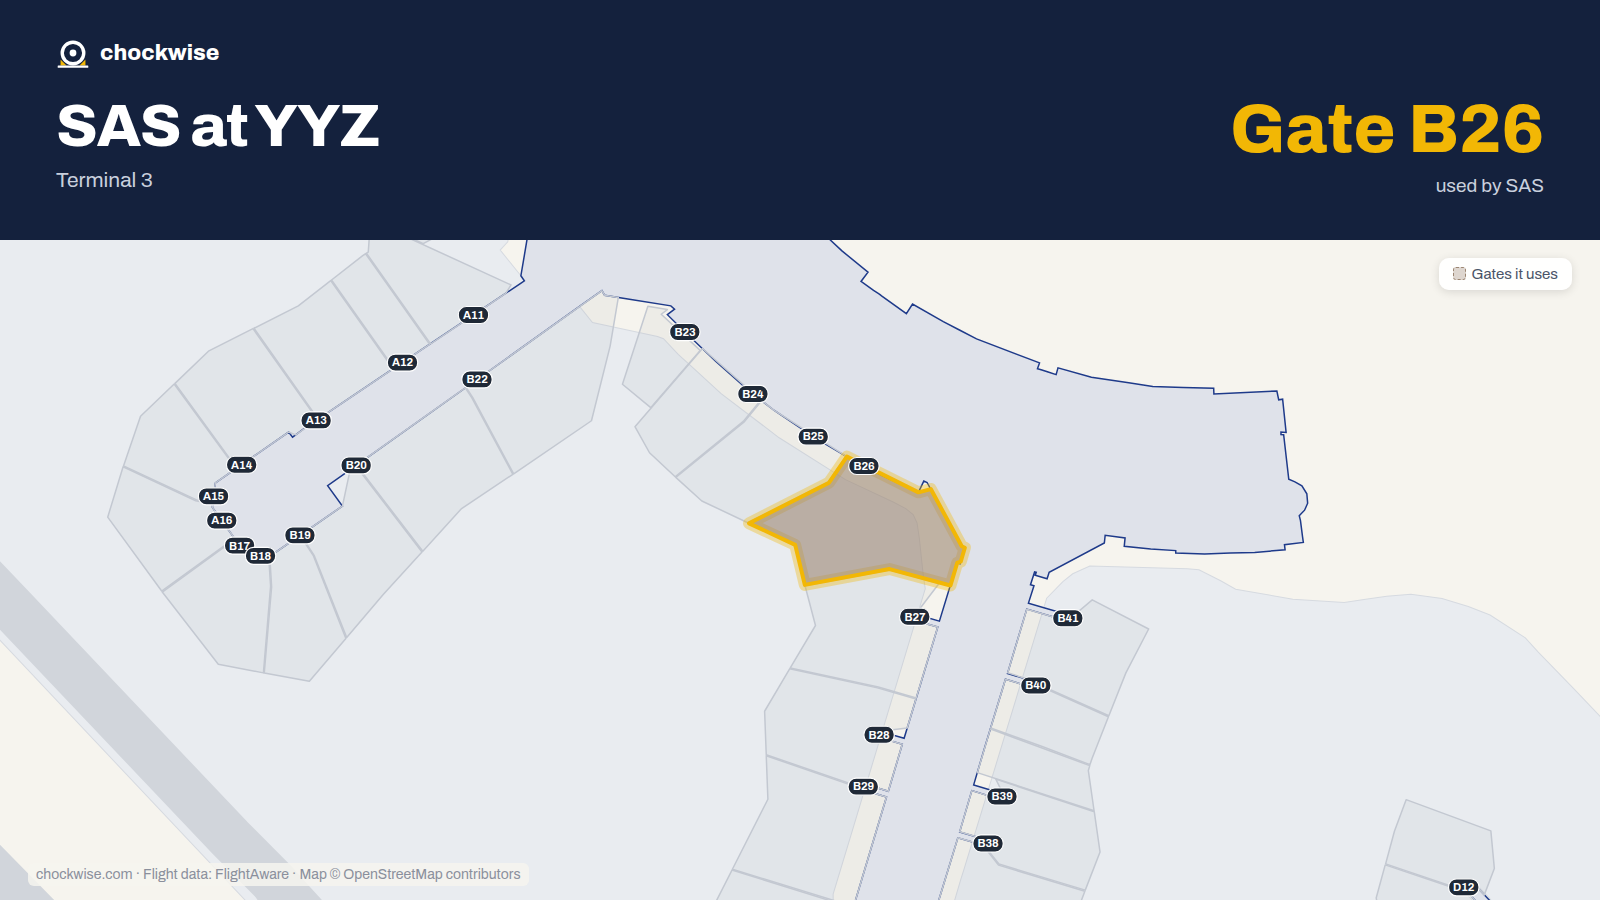 chockwise
SAS at YYZ
Terminal 3
Gate B26
used by SAS
Gates it uses
A11
B23
A12
B22
B24
A13
B25
A14
B20
B26
A15
A16
B19
B17
B18
B27
B41
B40
B28
B29
B39
B38
chockwise.com · Flight data: FlightAware · Map © OpenStreetMap contributors
D12